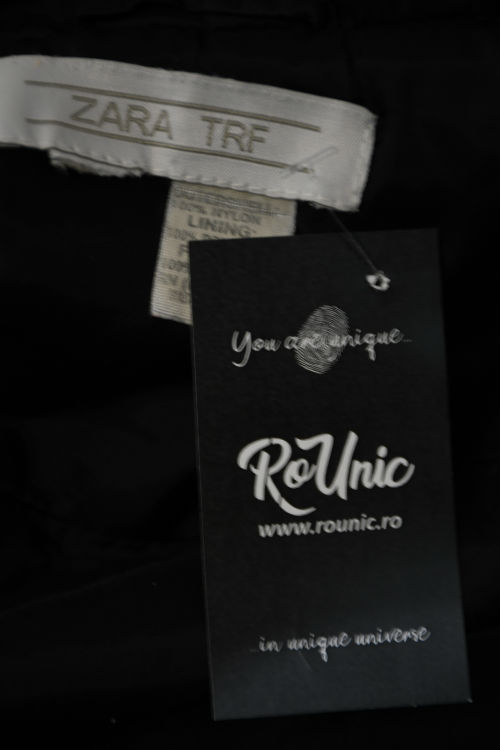 ZARA TRF
100% NYLON
LINING:
You are unique...
RoUnic
www.rounic.ro
...in unique universe